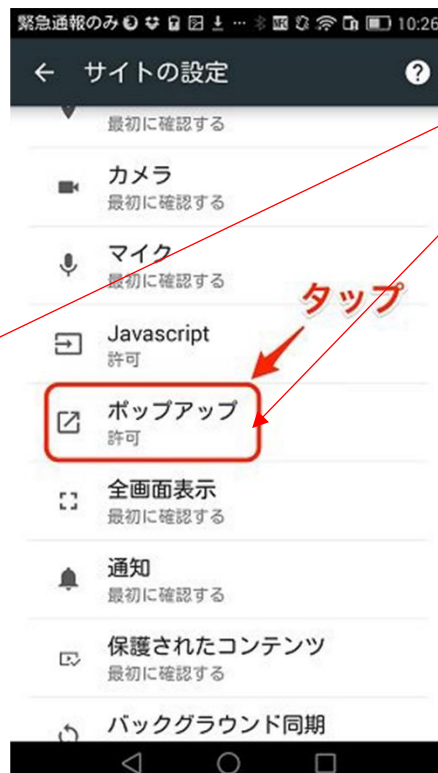 緊急通報のみ 10:26
サイトの設定
最初に確認する
カメラ
最初に確認する
マイク
最初に確認する
タップ
Javascript
許可
ポップアップ
許可
全画面表示
最初に確認する
通知
最初に確認する
保護されたコンテンツ
最初に確認する
バックグラウンド同期